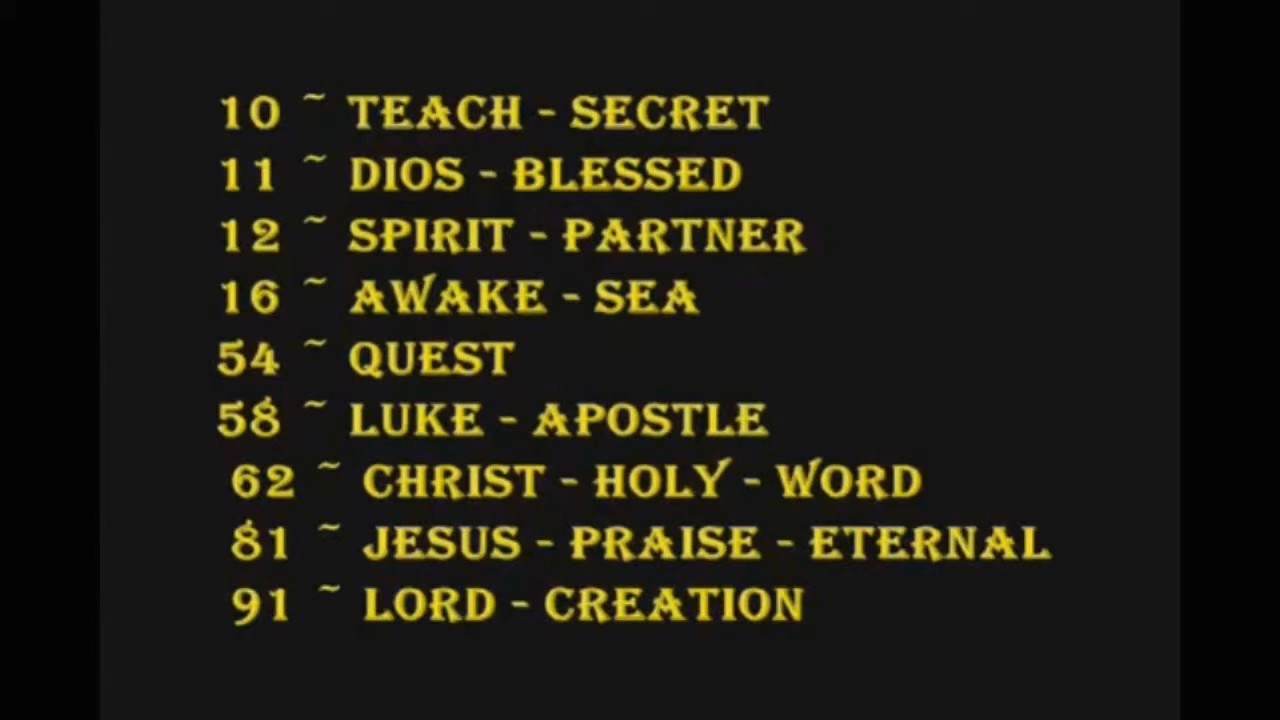 10 ~ TEACH - SECRET
11 ~ DIOS - BLESSED
12 ~ SPIRIT - PARTNER
16 ~ AWAKE - SEA
54 ~ QUEST
58 ~ LUKE - APOSTLE
62 ~ CHRIST - HOLY - WORD
81 ~ JESUS - PRAISE - ETERNAL
91 ~ LORD - CREATION